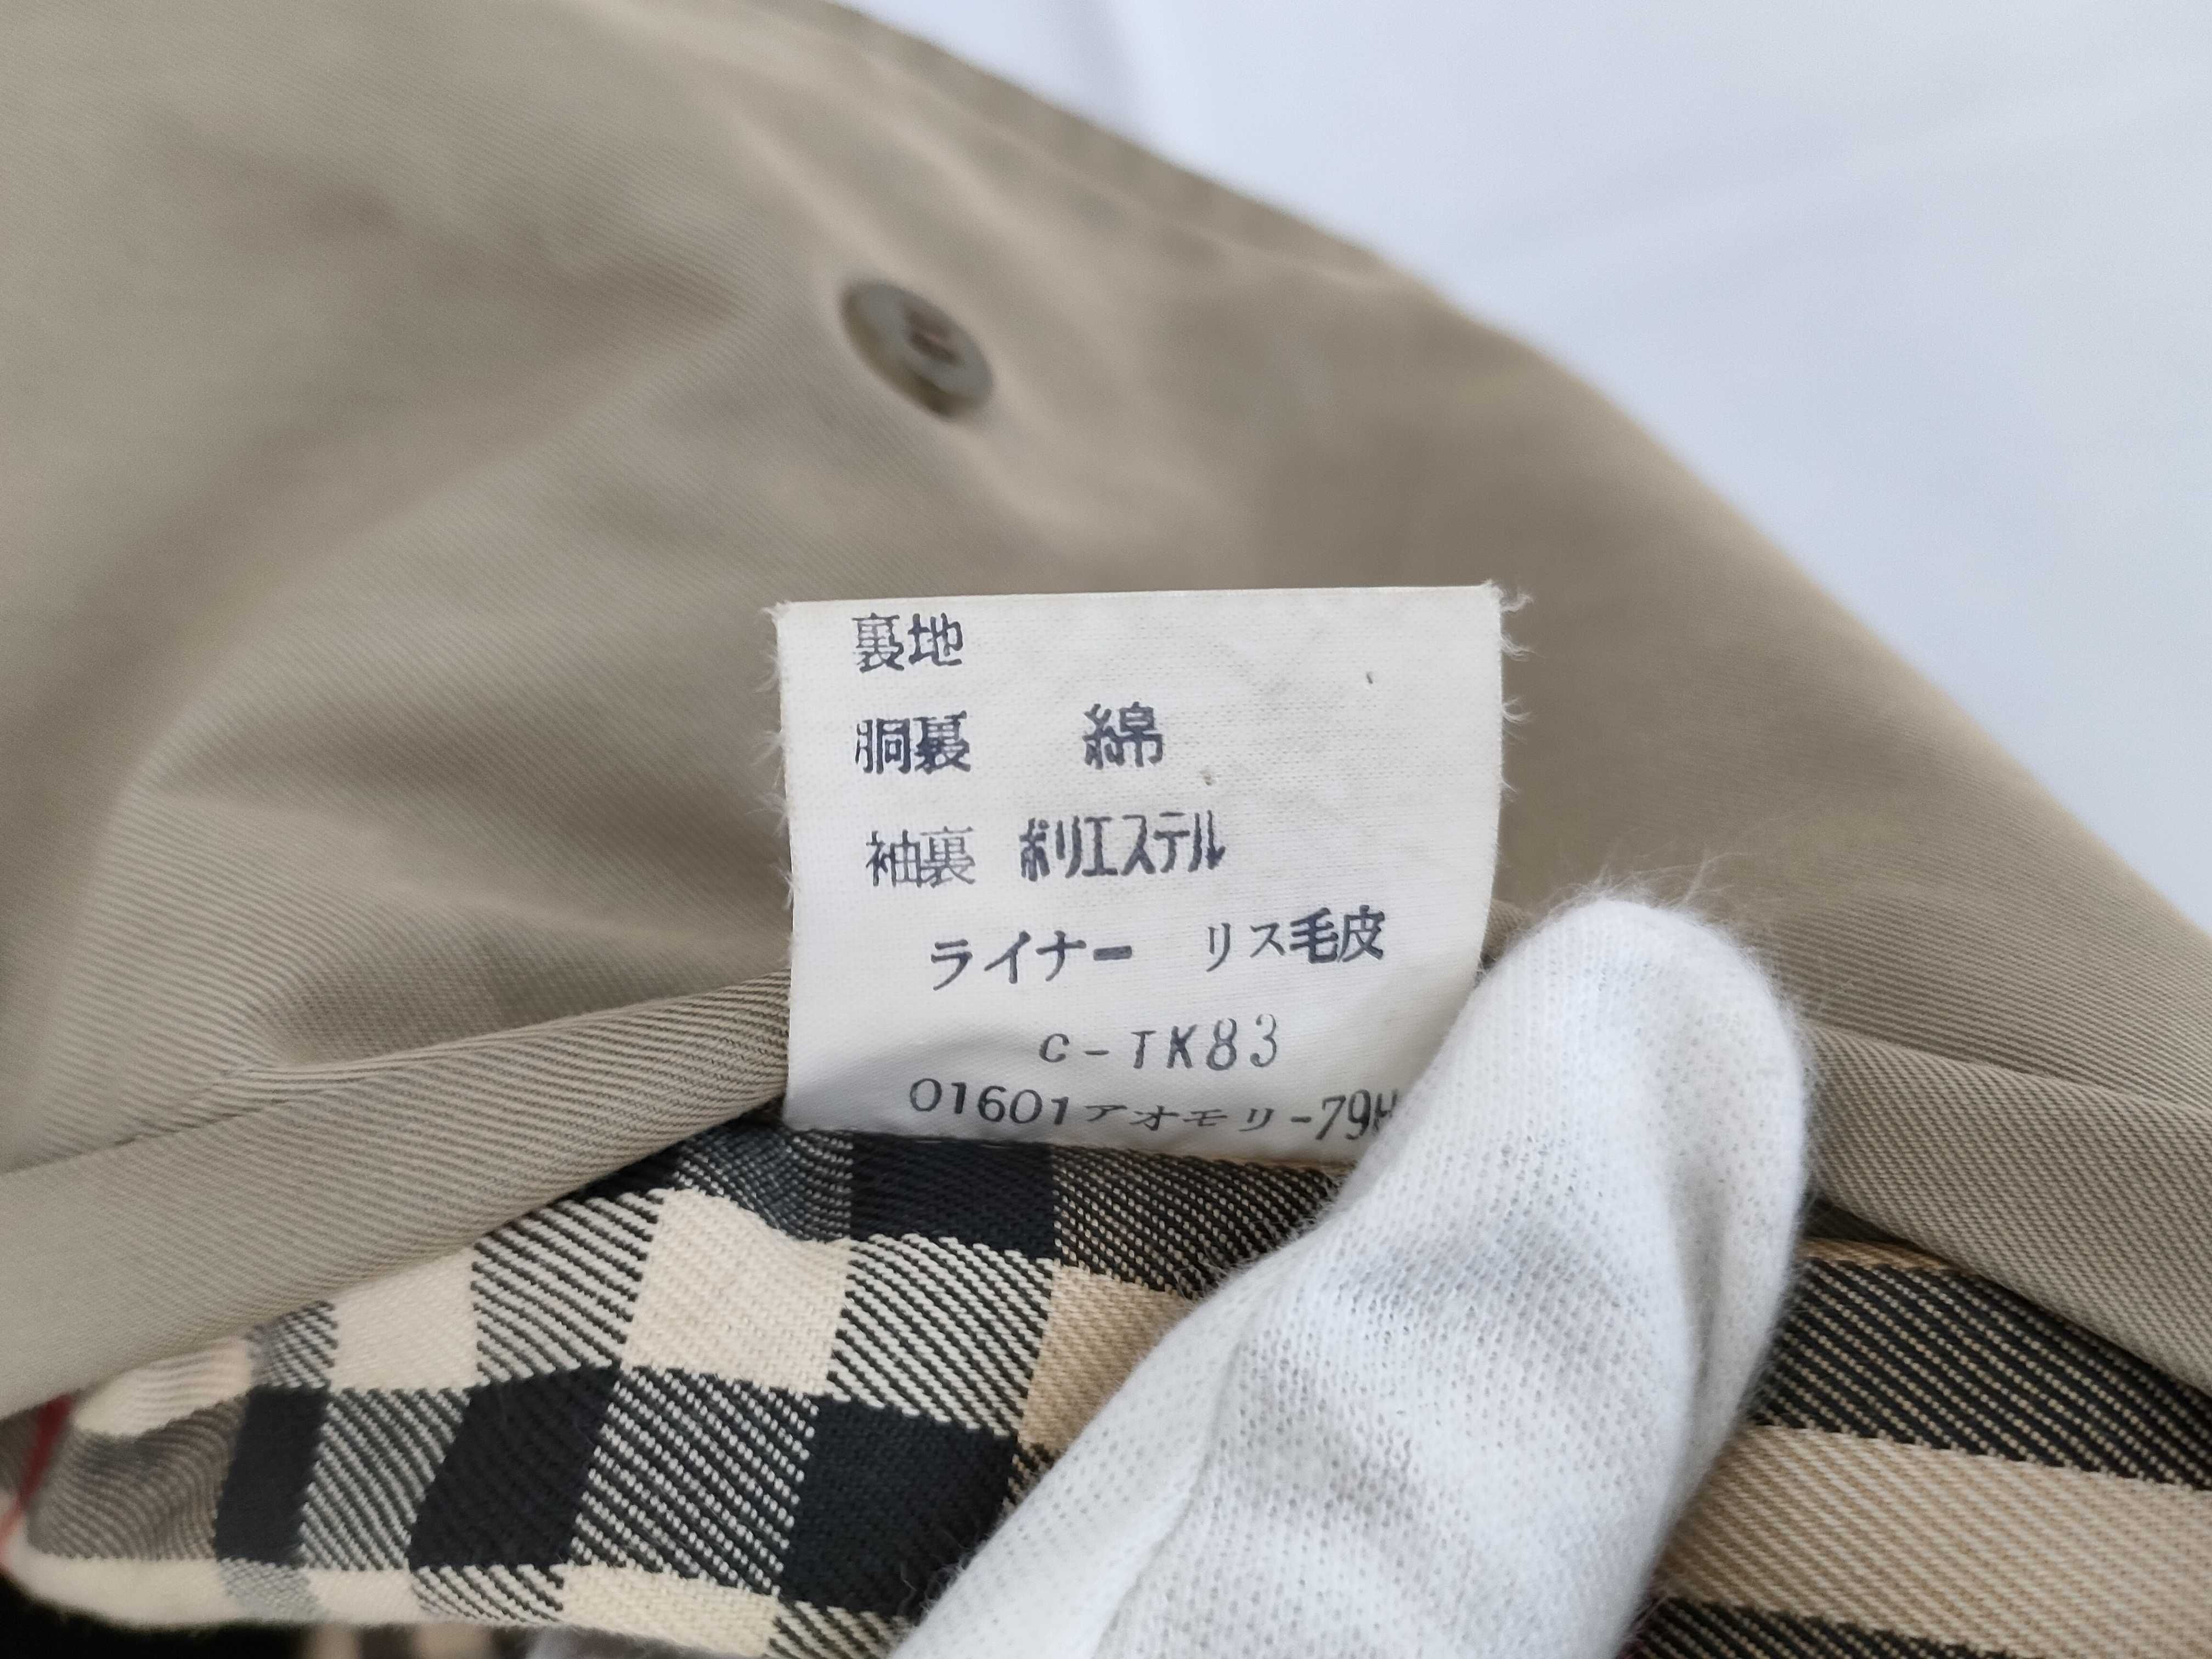 裏地
胴裏 綿
袖裏 ポリエステル
ライナー リス毛皮
C-TK83
01601アオモリ-79H